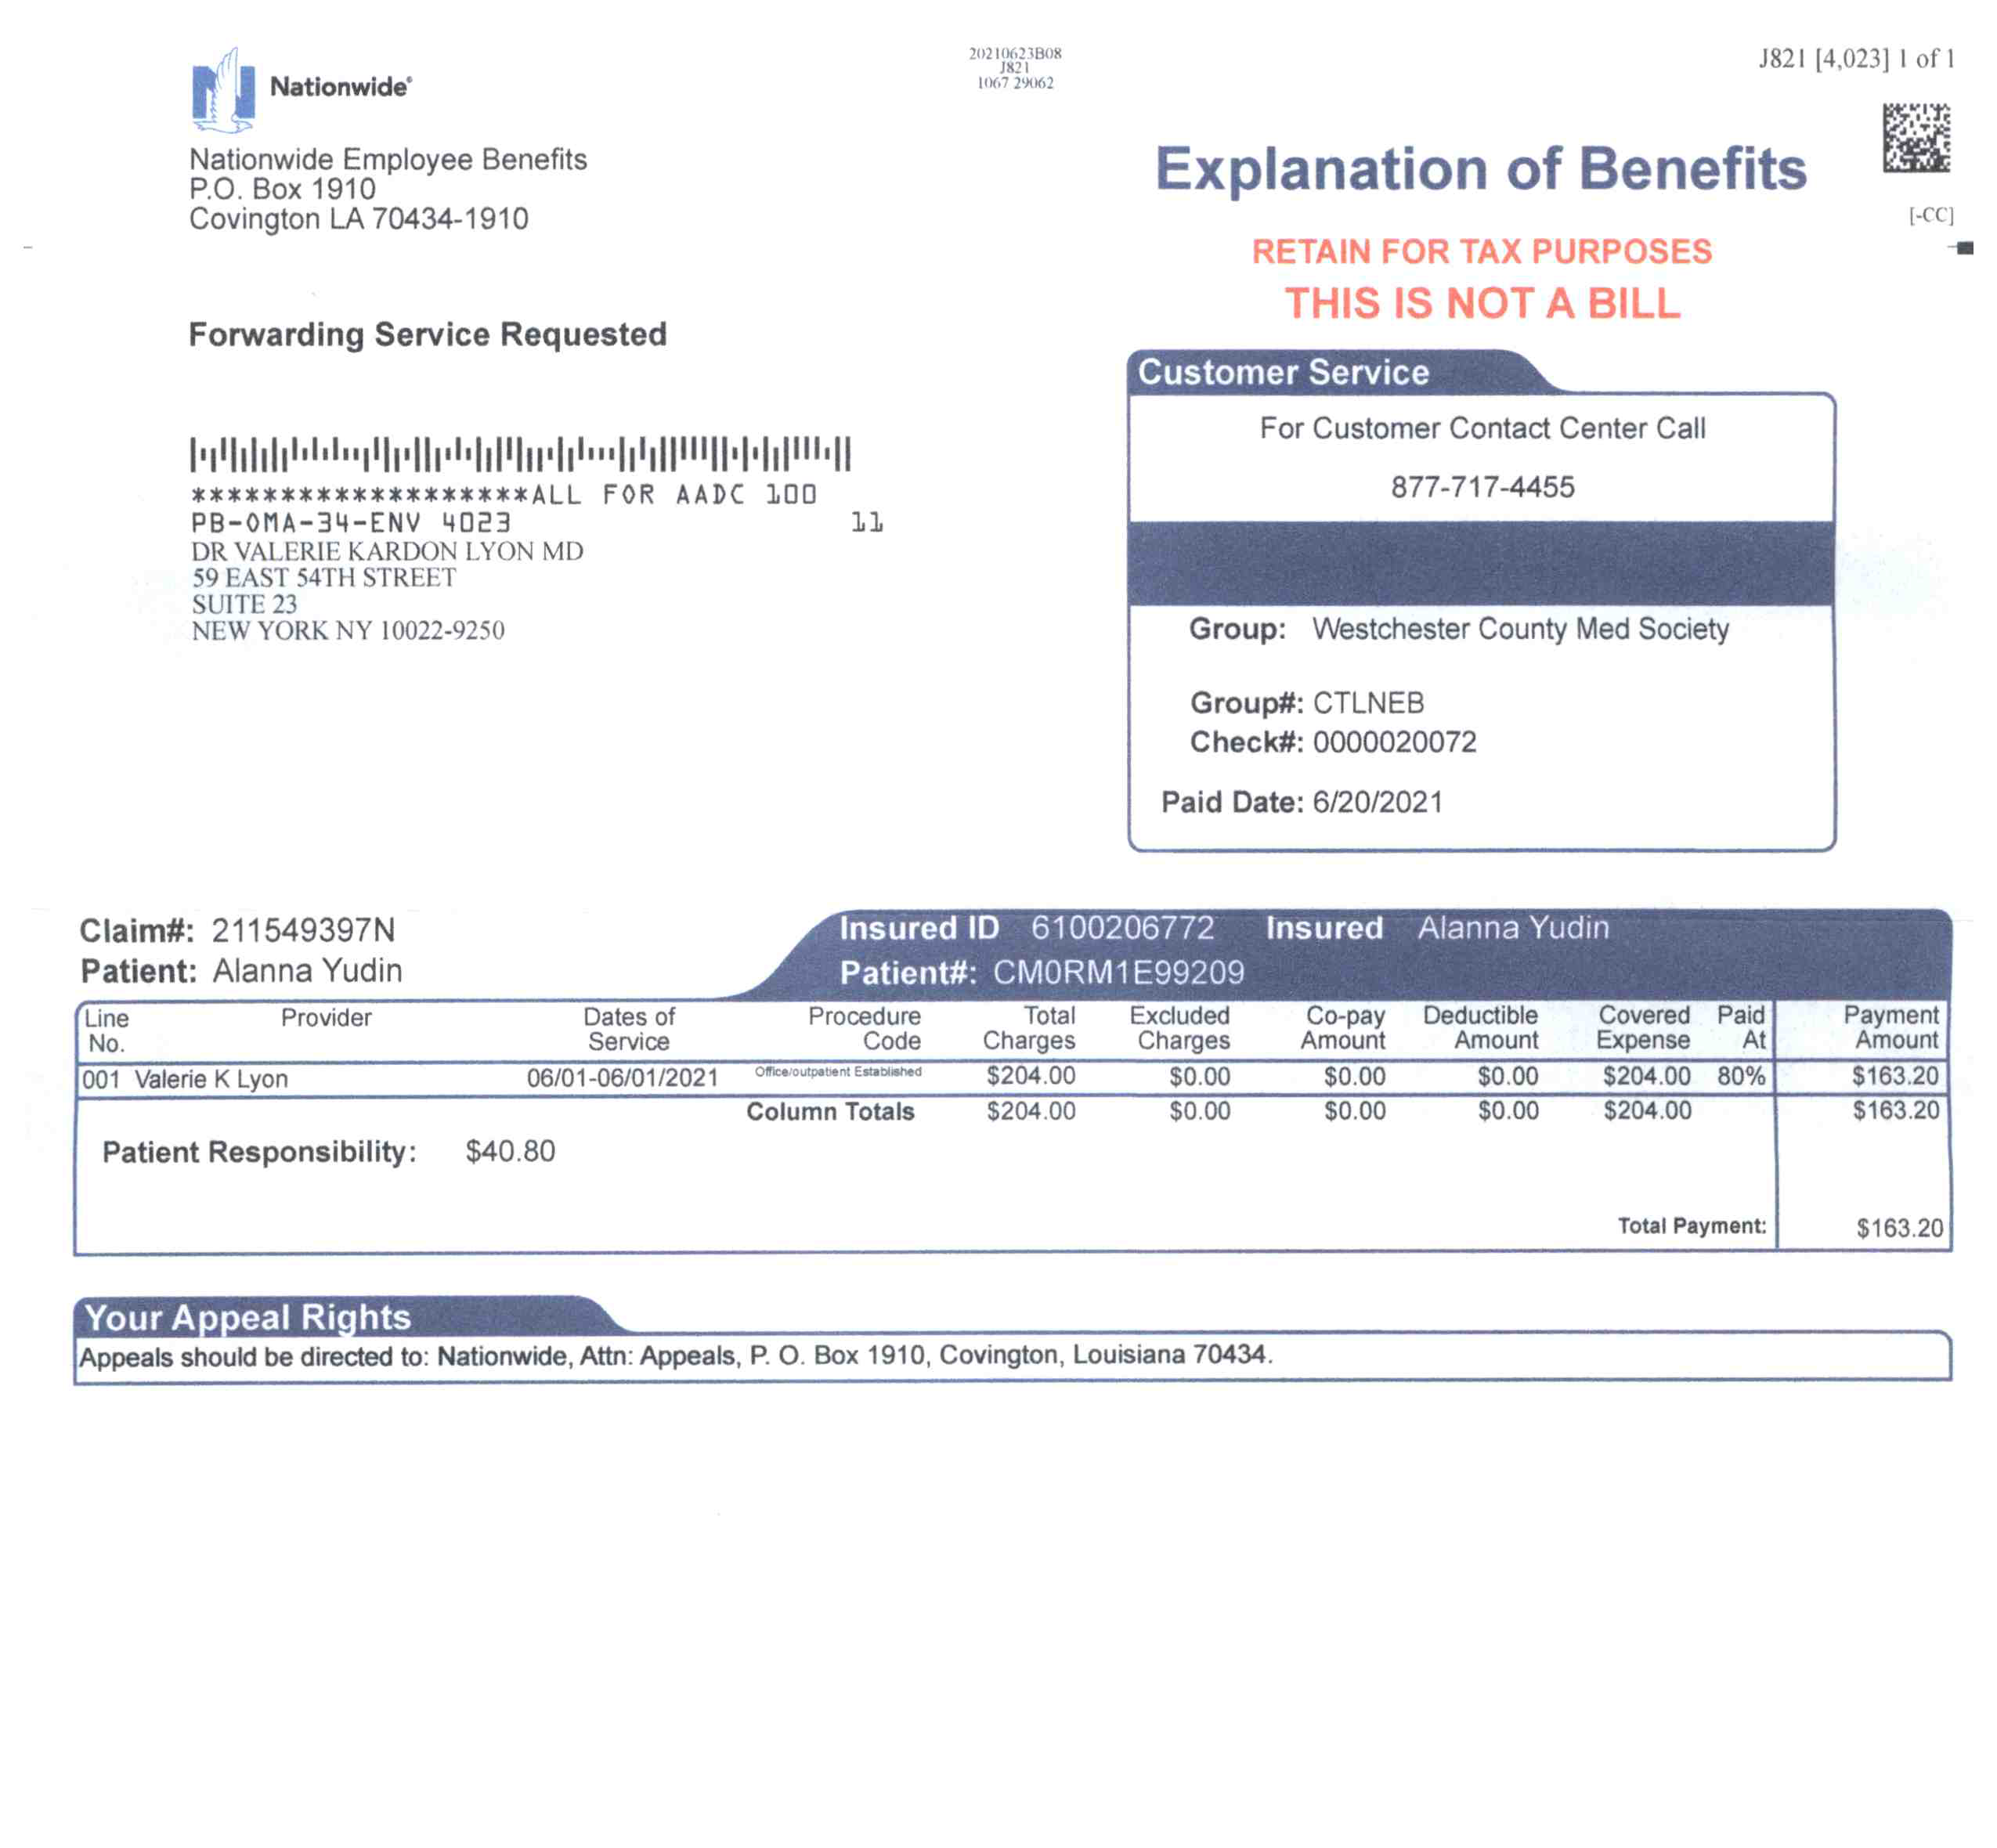 20210623B08
J821
1067 29062
J821 [4,023] 1 of 1
Nationwide®
Nationwide Employee Benefits
P.O. Box 1910
Covington LA 70434-1910
Explanation of Benefits
[-CC]
RETAIN FOR TAX PURPOSES
THIS IS NOT A BILL
Forwarding Service Requested
Customer Service
For Customer Contact Center Call
877-717-4455
*******************ALL FOR AADC 100
PB-OMA-34-ENV 4023 11
DR VALERIE KARDON LYON MD
59 EAST 54TH STREET
SUITE 23
NEW YORK NY 10022-9250
Group: Westchester County Med Society
Group#: CTLNEB
Check#: 0000020072
Paid Date: 6/20/2021
Claim#: 211549397N
Patient: Alanna Yudin
Insured ID 6100206772 Insured Alanna Yudin
Patient#: CM0RM1E99209
Line Provider Dates of Procedure Total Excluded Co-pay Deductible Covered Paid Payment
No. Service Code Charges Charges Amount Amount Expense At Amount
001 Valerie K Lyon 06/01-06/01/2021 Office/outpatient Established $204.00 $0.00 $0.00 $0.00 $204.00 80% $163.20
Column Totals $204.00 $0.00 $0.00 $0.00 $204.00 $163.20
Patient Responsibility: $40.80
Total Payment: $163.20
Your Appeal Rights
Appeals should be directed to: Nationwide, Attn: Appeals, P. O. Box 1910, Covington, Louisiana 70434.